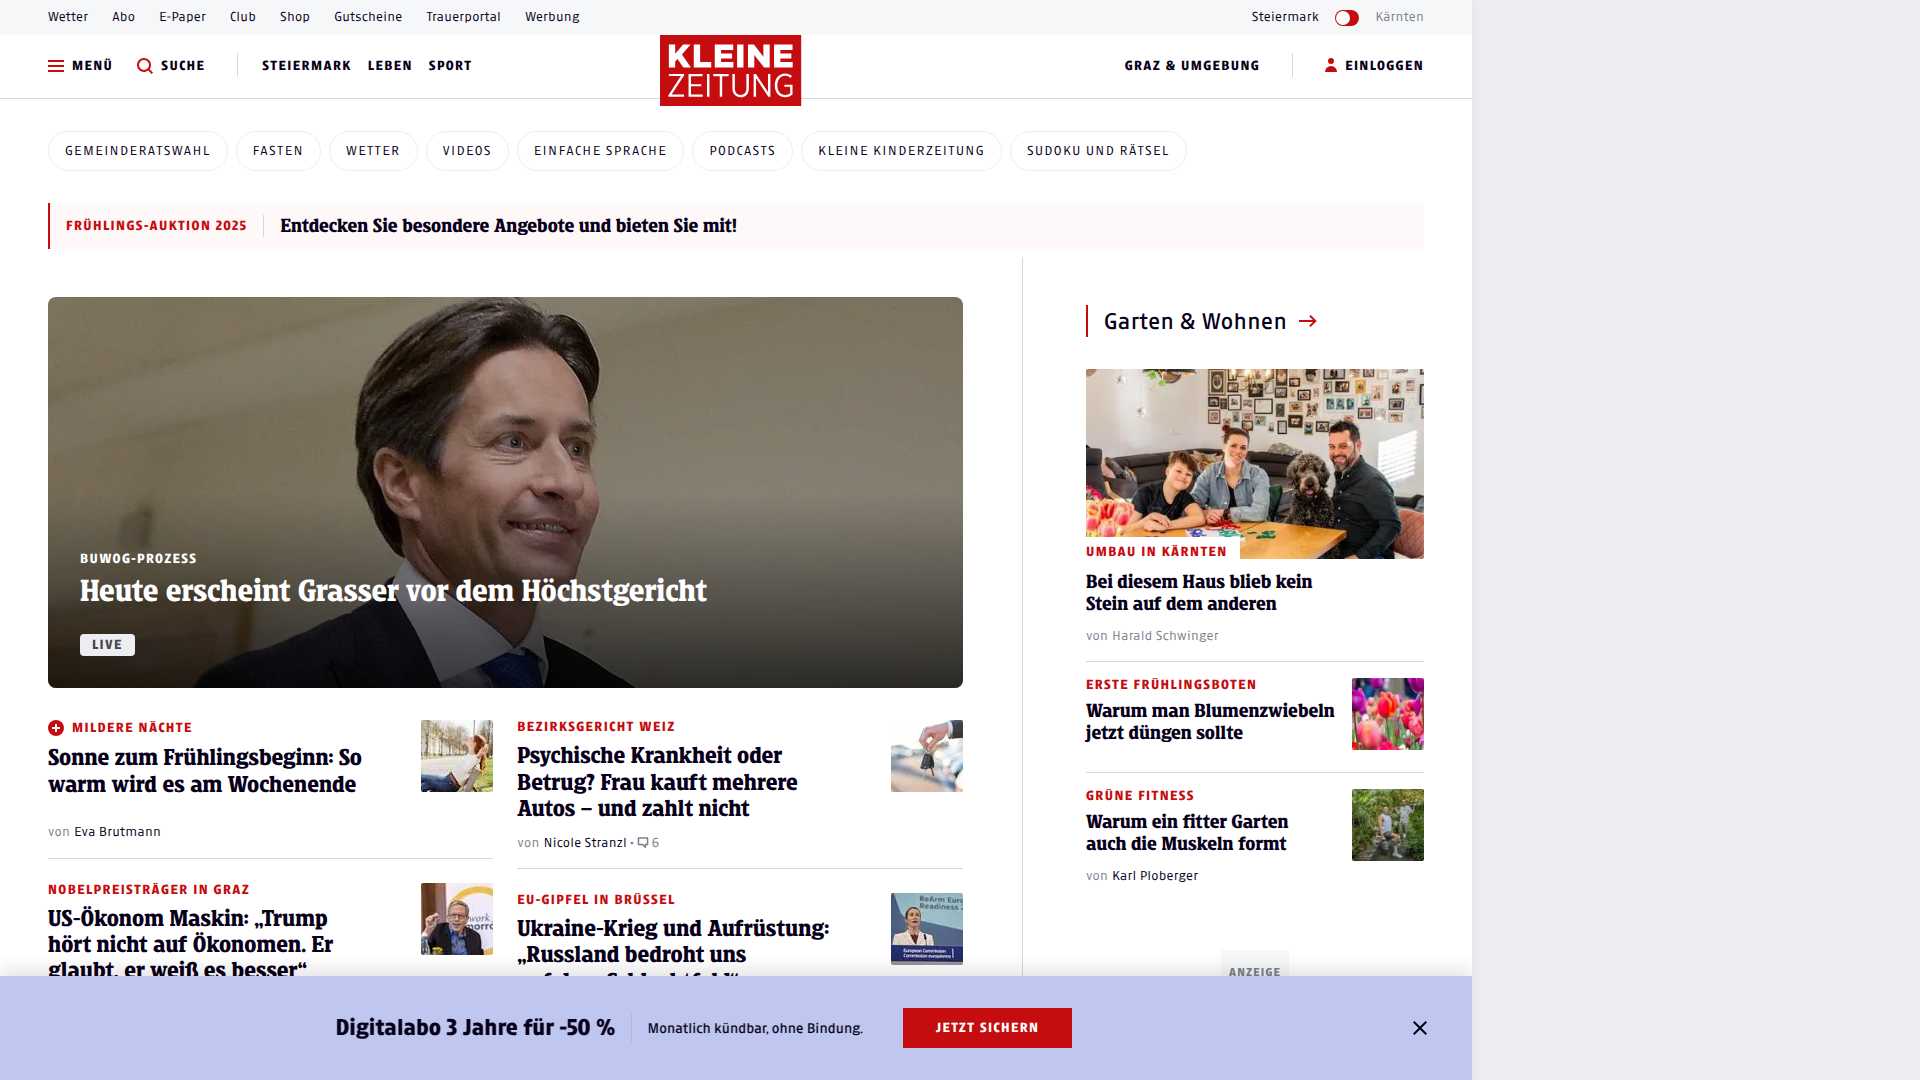 Wetter Abo E-Paper Club Shop Gutscheine Trauerportal Werbung Steiermark Kärnten
MENÜ SUCHE STEIERMARK LEBEN SPORT
KLEINE
ZEITUNG
GRAZ & UMGEBUNG EINLOGGEN
GEMEINDERATSWAHL FASTEN WETTER VIDEOS EINFACHE SPRACHE PODCASTS KLEINE KINDERZEITUNG SUDOKU UND RÄTSEL
FRÜHLINGS-AUKTION 2025 Entdecken Sie besondere Angebote und bieten Sie mit!
BUWOG-PROZESS
Heute erscheint Grasser vor dem Höchstgericht
LIVE
MILDERE NÄCHTE
Sonne zum Frühlingsbeginn: So
warm wird es am Wochenende
von Eva Brutmann
NOBELPREISTRÄGER IN GRAZ
US-Ökonom Maskin: „Trump
hört nicht auf Ökonomen. Er
glaubt, er weiß es besser“
BEZIRKSGERICHT WEIZ
Psychische Krankheit oder
Betrug? Frau kauft mehrere
Autos – und zahlt nicht
von Nicole Stranzl • 6
EU-GIPFEL IN BRÜSSEL
Ukraine-Krieg und Aufrüstung:
„Russland bedroht uns
ReArm Euro
Readiness 2
European Commission
Commission européenne
Garten & Wohnen
UMBAU IN KÄRNTEN
Bei diesem Haus blieb kein
Stein auf dem anderen
von Harald Schwinger
ERSTE FRÜHLINGSBOTEN
Warum man Blumenzwiebeln
jetzt düngen sollte
GRÜNE FITNESS
Warum ein fitter Garten
auch die Muskeln formt
von Karl Ploberger
ANZEIGE
Digitalabo 3 Jahre für -50 % Monatlich kündbar, ohne Bindung. JETZT SICHERN